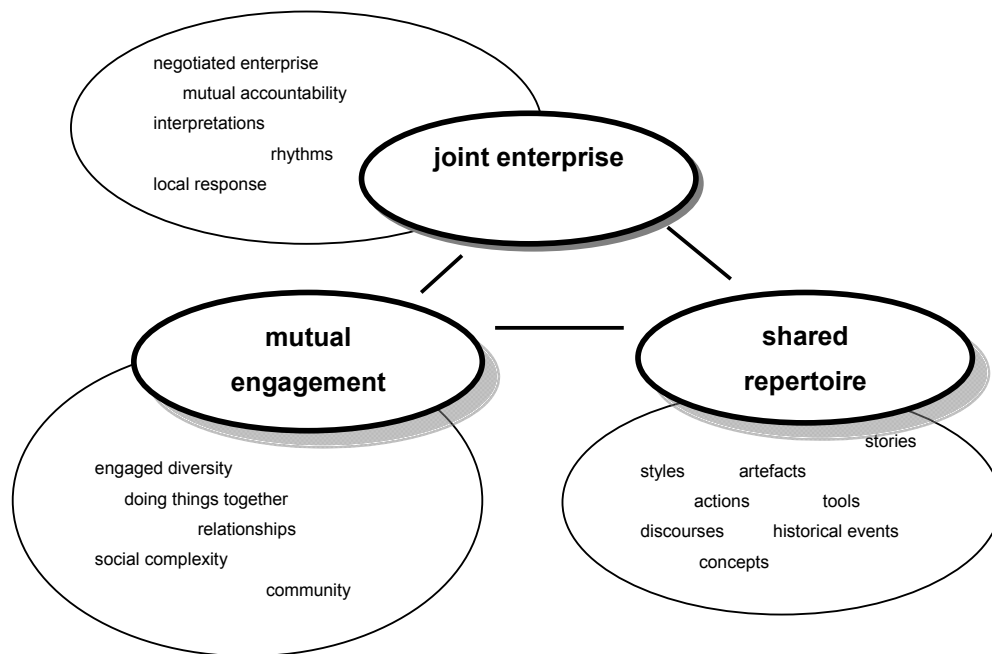 negotiated enterprise
mutual accountability
interpretations
rhythms
local response
joint enterprise
mutual
engagement
engaged diversity
doing things together
relationships
social complexity
community
shared
repertoire
stories
styles artefacts
actions tools
discourses historical events
concepts